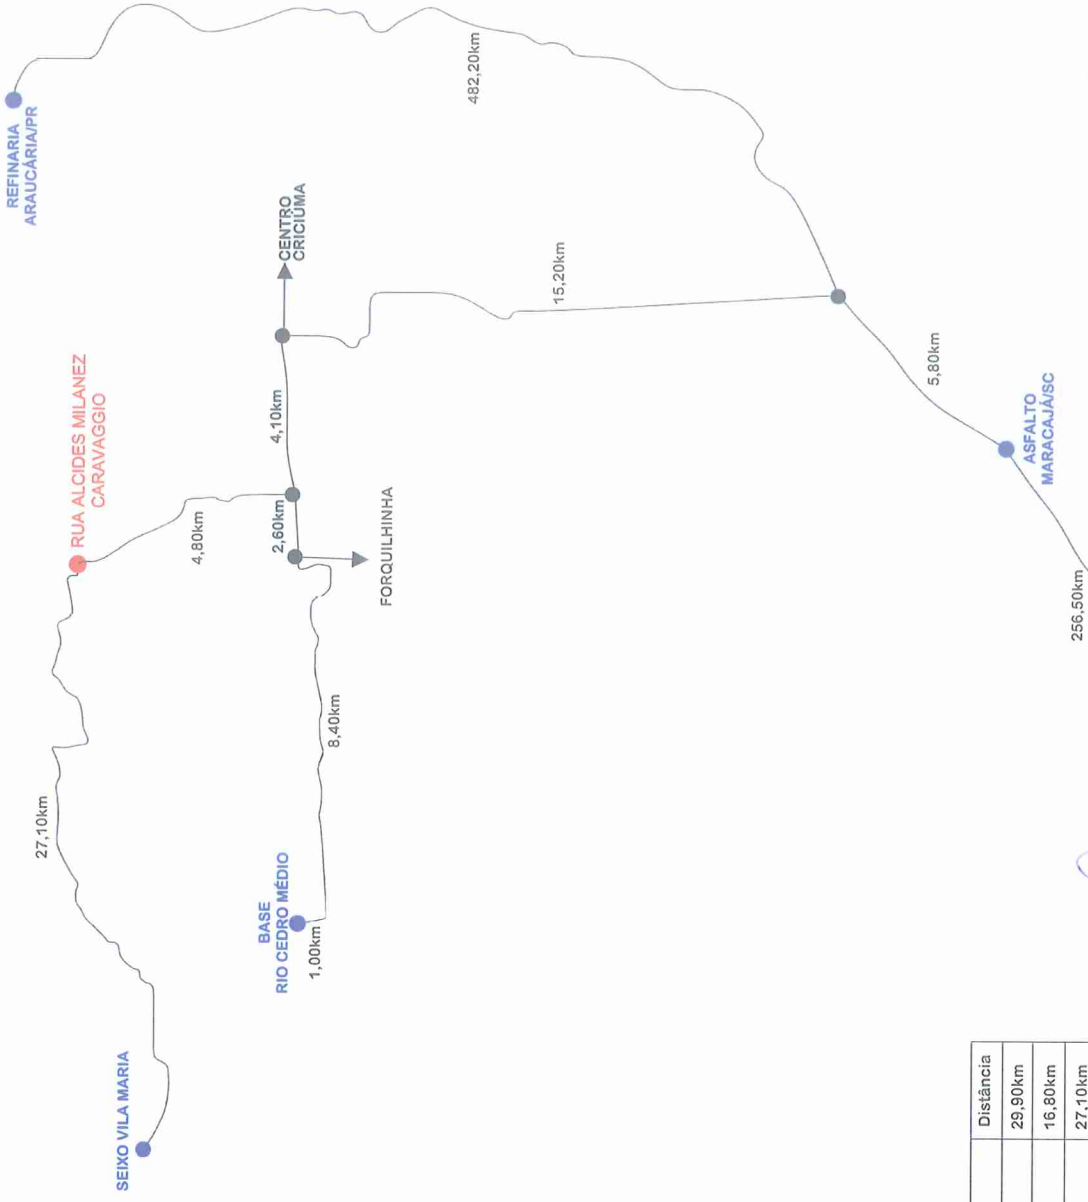 REFINARIA
ARAUCÁRIA/PR
482,20km
CENTRO
CRICIÚMA
15,20km
RUA ALCIDES MILANEZ
CARAVAGGIO
4,10km
4,80km
2,60km
FORQUILHINHA
5,80km
ASFALTO
MARACAJÁ/SC
256,50km
27,10km
8,40km
BASE
RIO CEDRO MÉDIO
1,00km
SEIXO VILA MARIA
Distância
29,90km
16,80km
27,10km